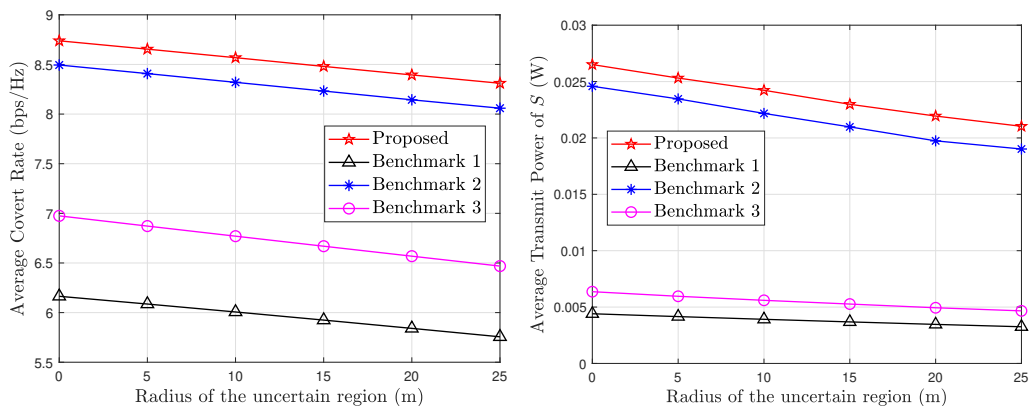 9
8.5
8
7.5
7
6.5
6
5.5
Average Covert Rate (bps/Hz)
Proposed
Benchmark 1
Benchmark 2
Benchmark 3
0 5 10 15 20 25
Radius of the uncertain region (m)
0.03
0.025
0.02
0.015
0.01
0.005
0
Average Transmit Power of S (W)
Proposed
Benchmark 1
Benchmark 2
Benchmark 3
0 5 10 15 20 25
Radius of the uncertain region (m)